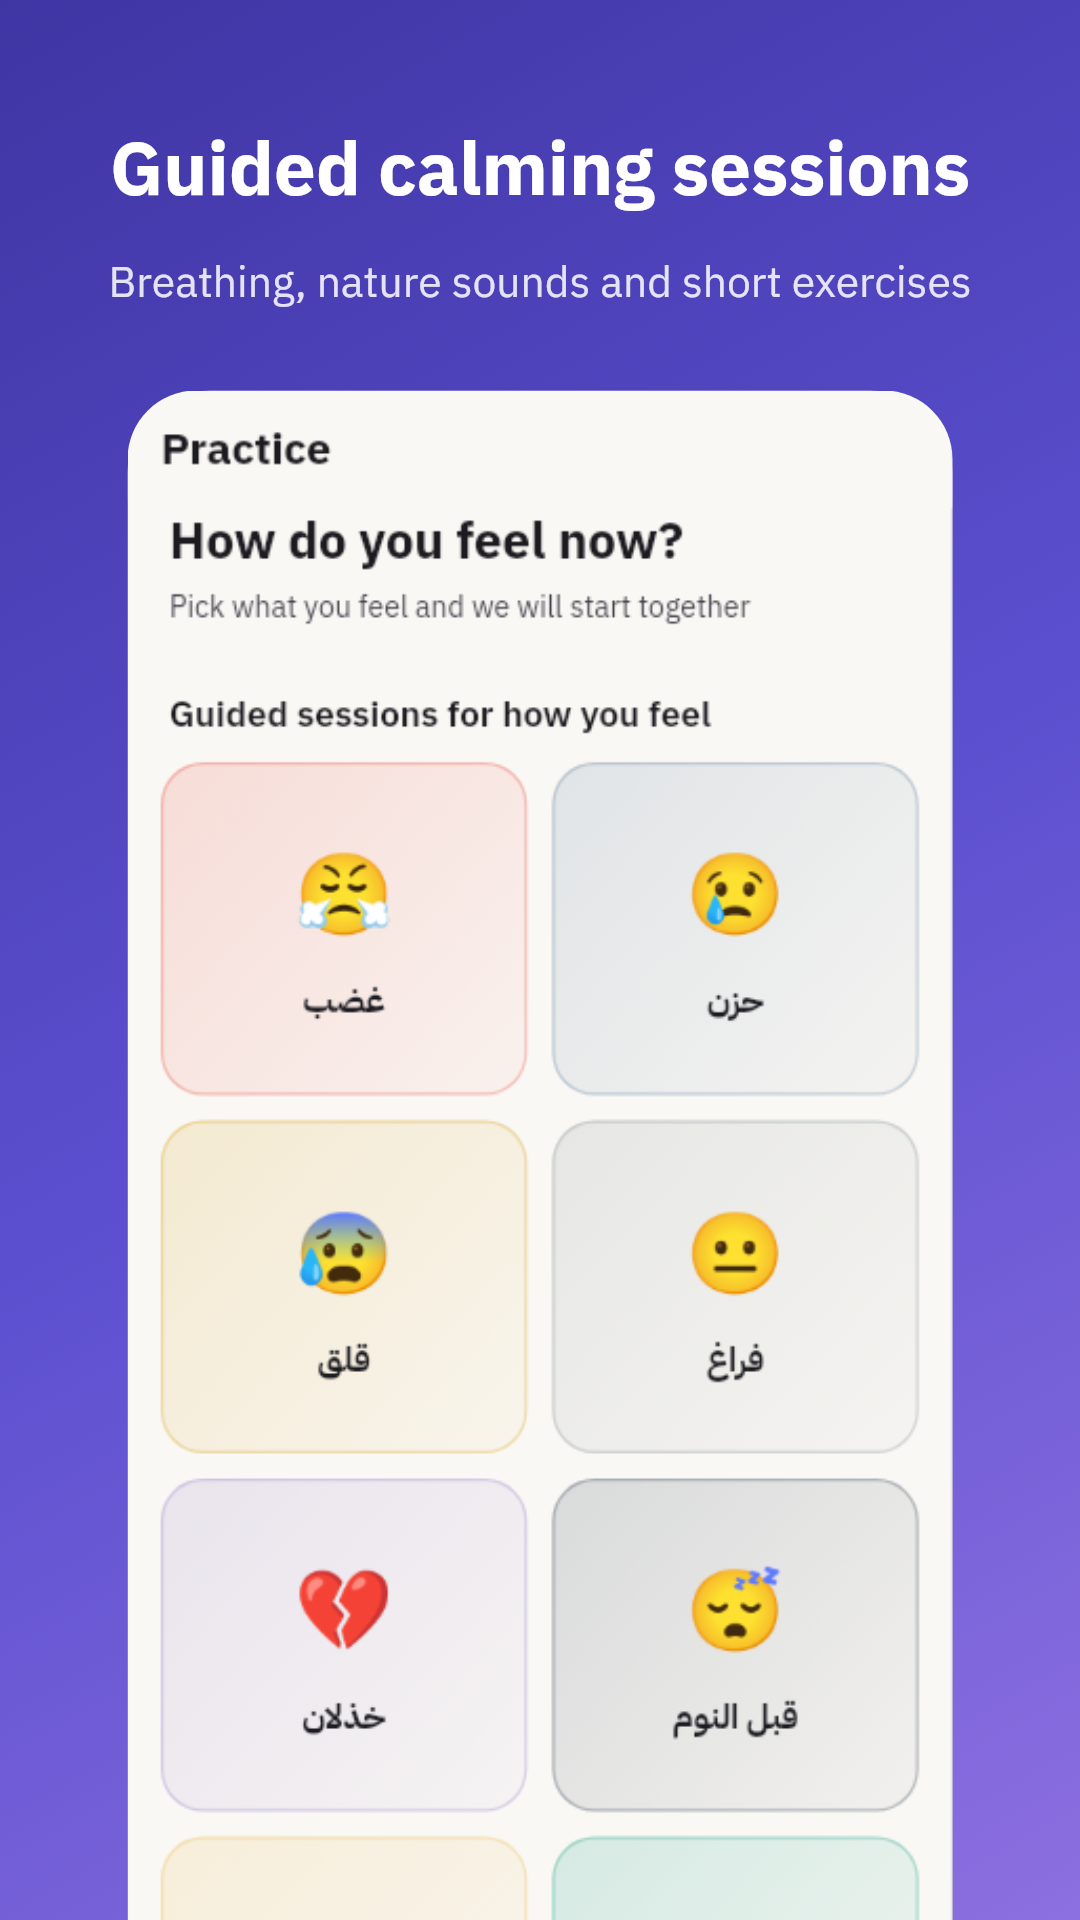 Guided calming sessions
Breathing, nature sounds and short exercises
Practice
How do you feel now?
Pick what you feel and we will start together
Guided sessions for how you feel
غضب
حزن
قلق
فراغ
خذلان
قبل النوم